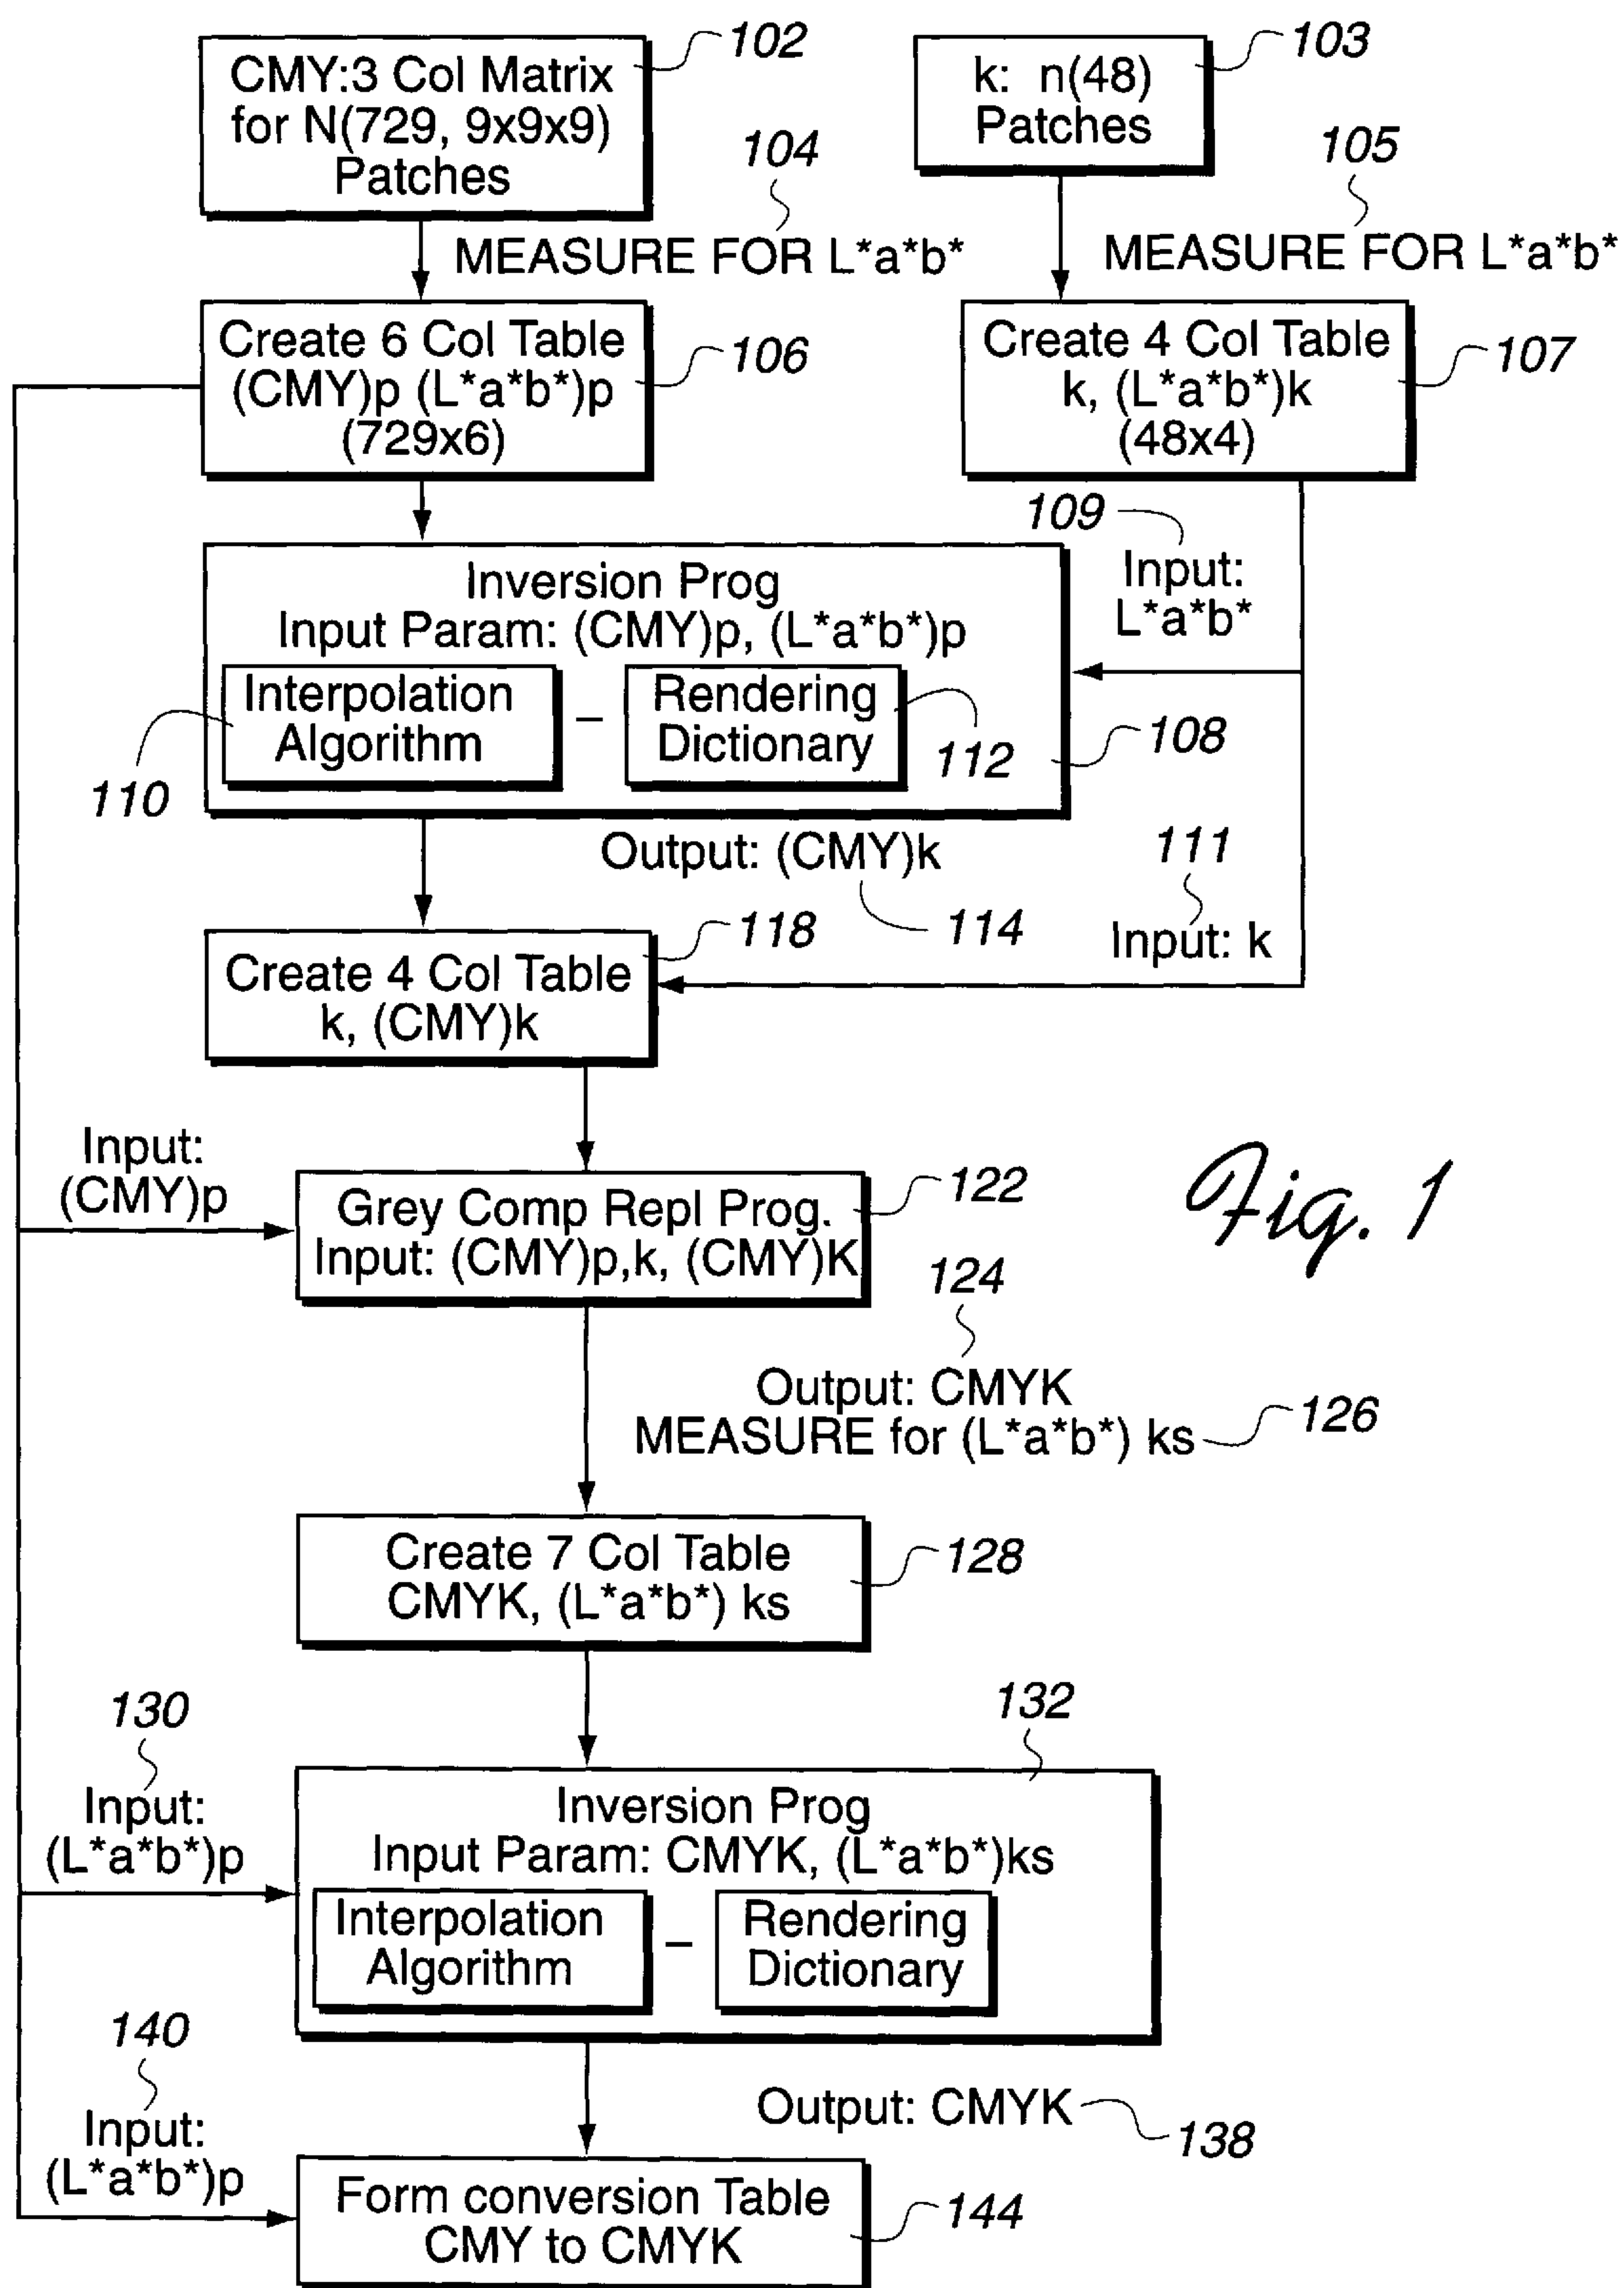 102
CMY:3 Col Matrix
for N(729, 9x9x9)
Patches
103
k: n(48)
Patches
104
MEASURE FOR L*a*b*
105
MEASURE FOR L*a*b*
Create 6 Col Table
(CMY)p (L*a*b*)p
(729x6)
106
Create 4 Col Table
k, (L*a*b*)k
(48x4)
107
109
Input:
L*a*b*
Inversion Prog
Input Param: (CMY)p, (L*a*b*)p
Interpolation
Algorithm
–
Rendering
Dictionary
110
112
108
Output: (CMY)k
114
111
Input: k
118
Create 4 Col Table
k, (CMY)k
Input:
(CMY)p
Grey Comp Repl Prog.
Input: (CMY)p,k, (CMY)K
122
Fig. 1
124
Output: CMYK
MEASURE for (L*a*b*) ks
126
Create 7 Col Table
CMYK, (L*a*b*) ks
128
130
Input:
(L*a*b*)p
132
Inversion Prog
Input Param: CMYK, (L*a*b*)ks
Interpolation
Algorithm
–
Rendering
Dictionary
140
Input:
(L*a*b*)p
Output: CMYK
138
Form conversion Table
CMY to CMYK
144